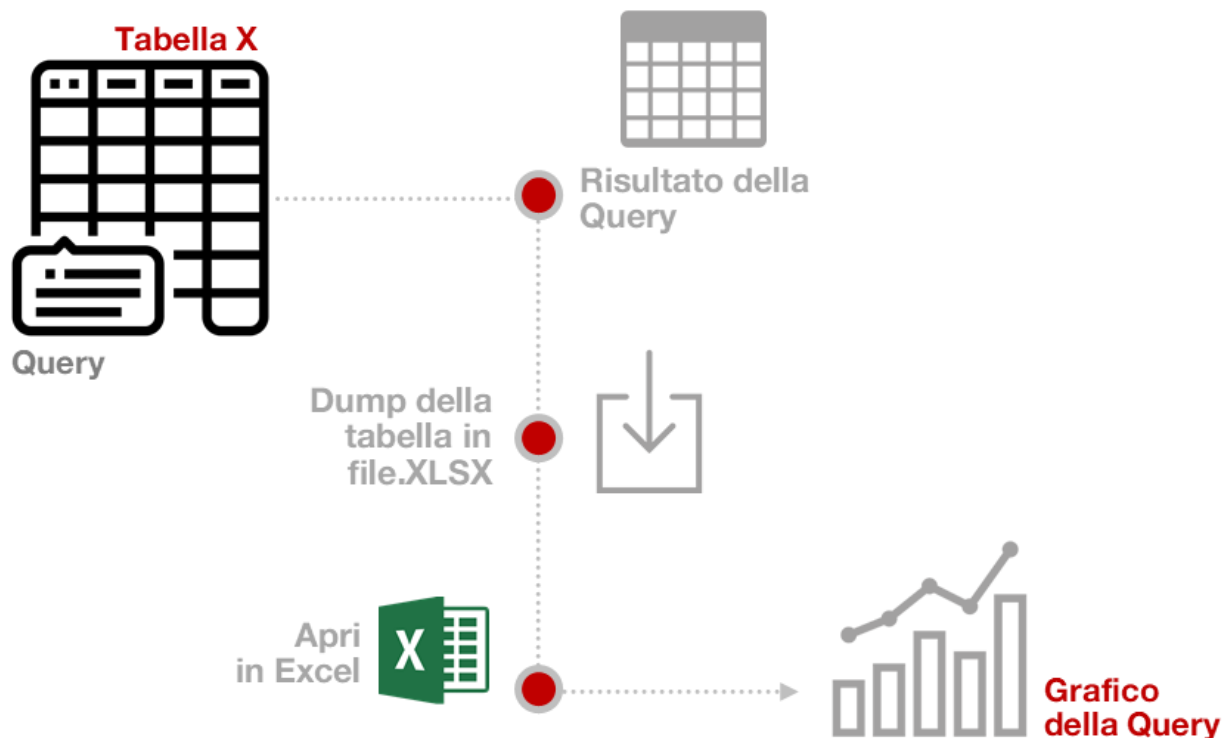 Tabella X
Risultato della
Query
Query
Dump della
tabella in
file.XLSX
Apri
in Excel
X
Grafico
della Query